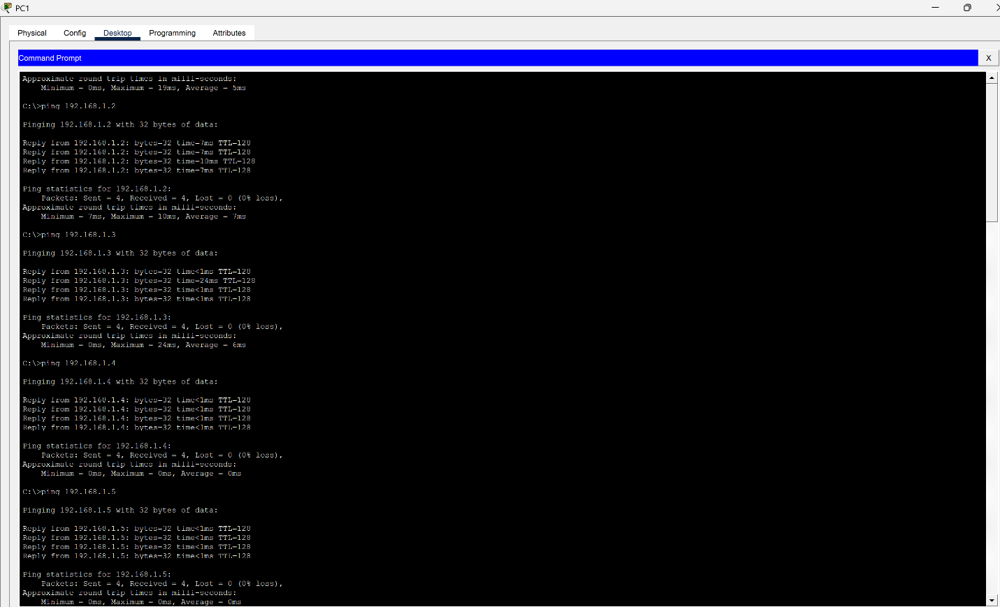 PC1
Physical Config Desktop Programming Attributes
Command Prompt X
Approximate round trip times in milli-seconds:
Minimum = 0ms, Maximum = 19ms, Average = 5ms
C:\>ping 192.168.1.2
Pinging 192.168.1.2 with 32 bytes of data:
Reply from 192.168.1.2: bytes=32 time=7ms TTL=128
Reply from 192.168.1.2: bytes=32 time=7ms TTL=128
Reply from 192.168.1.2: bytes=32 time=10ms TTL=128
Reply from 192.168.1.2: bytes=32 time=7ms TTL=128
Ping statistics for 192.168.1.2:
Packets: Sent = 4, Received = 4, Lost = 0 (0% loss),
Approximate round trip times in milli-seconds:
Minimum = 7ms, Maximum = 10ms, Average = 7ms
C:\>ping 192.168.1.3
Pinging 192.168.1.3 with 32 bytes of data:
Reply from 192.168.1.3: bytes=32 time<1ms TTL=128
Reply from 192.168.1.3: bytes=32 time=24ms TTL=128
Reply from 192.168.1.3: bytes=32 time<1ms TTL=128
Reply from 192.168.1.3: bytes=32 time<1ms TTL=128
Ping statistics for 192.168.1.3:
Packets: Sent = 4, Received = 4, Lost = 0 (0% loss),
Approximate round trip times in milli-seconds:
Minimum = 0ms, Maximum = 24ms, Average = 6ms
C:\>ping 192.168.1.4
Pinging 192.168.1.4 with 32 bytes of data:
Reply from 192.168.1.4: bytes=32 time<1ms TTL=128
Reply from 192.168.1.4: bytes=32 time<1ms TTL=128
Reply from 192.168.1.4: bytes=32 time<1ms TTL=128
Reply from 192.168.1.4: bytes=32 time<1ms TTL=128
Ping statistics for 192.168.1.4:
Packets: Sent = 4, Received = 4, Lost = 0 (0% loss),
Approximate round trip times in milli-seconds:
Minimum = 0ms, Maximum = 0ms, Average = 0ms
C:\>ping 192.168.1.5
Pinging 192.168.1.5 with 32 bytes of data:
Reply from 192.168.1.5: bytes=32 time<1ms TTL=128
Reply from 192.168.1.5: bytes=32 time<1ms TTL=128
Reply from 192.168.1.5: bytes=32 time<1ms TTL=128
Reply from 192.168.1.5: bytes=32 time<1ms TTL=128
Ping statistics for 192.168.1.5:
Packets: Sent = 4, Received = 4, Lost = 0 (0% loss),
Approximate round trip times in milli-seconds:
Minimum = 0ms, Maximum = 0ms, Average = 0ms